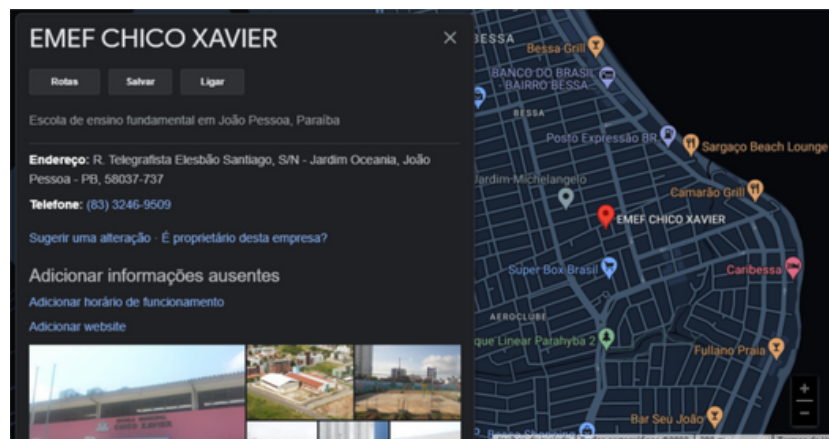 EMEF CHICO XAVIER
Rotas
Salvar
Ligar
Escola de ensino fundamental em João Pessoa, Paraíba
Endereço: R. Telegrafista Elesbão Santiago, S/N - Jardim Oceania, João
Pessoa - PB, 58037-737
Telefone: (83) 3246-9509
Sugerir uma alteração · É proprietário desta empresa?
Adicionar informações ausentes
Adicionar horário de funcionamento
Adicionar website
CHICO XAVIER
ESSA
Bessa Grill
BANCO DO BRASIL
- BAIRRO BESSA...
BESSA
Posto Expressão BR
Sargaço Beach Lounge
Jardim Michelangelo
Camarão Grill
EMEF CHICO XAVIER
Super Box Brasil
Caribessa
AEROCLUBE
que Linear Parahyba 2
Fullano Praia
Bar Seu João
+
−